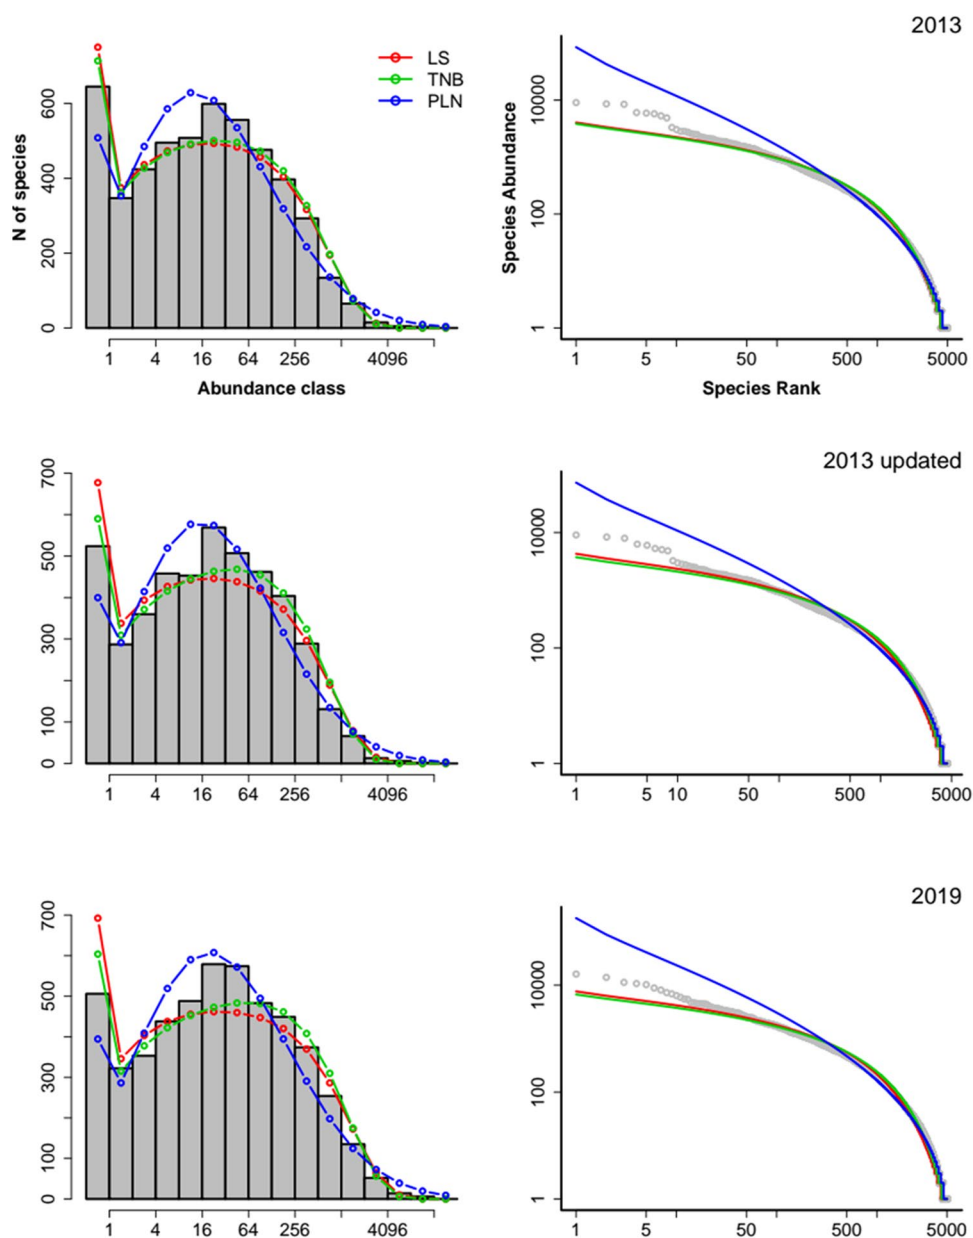 2013
LS
TNB
PLN
N of species
0
200
400
600
1 4 16 64 256 4096
Abundance class
Species Abundance
1
100
10000
1 5 10 50 500 5000
Species Rank
2013 updated
0
100
300
500
700
1 4 16 64 256 4096
1
100
10000
1 5 10 50 500 5000
2019
0
100
300
500
700
1 4 16 64 256 4096
1
100
10000
1 5 50 500 5000